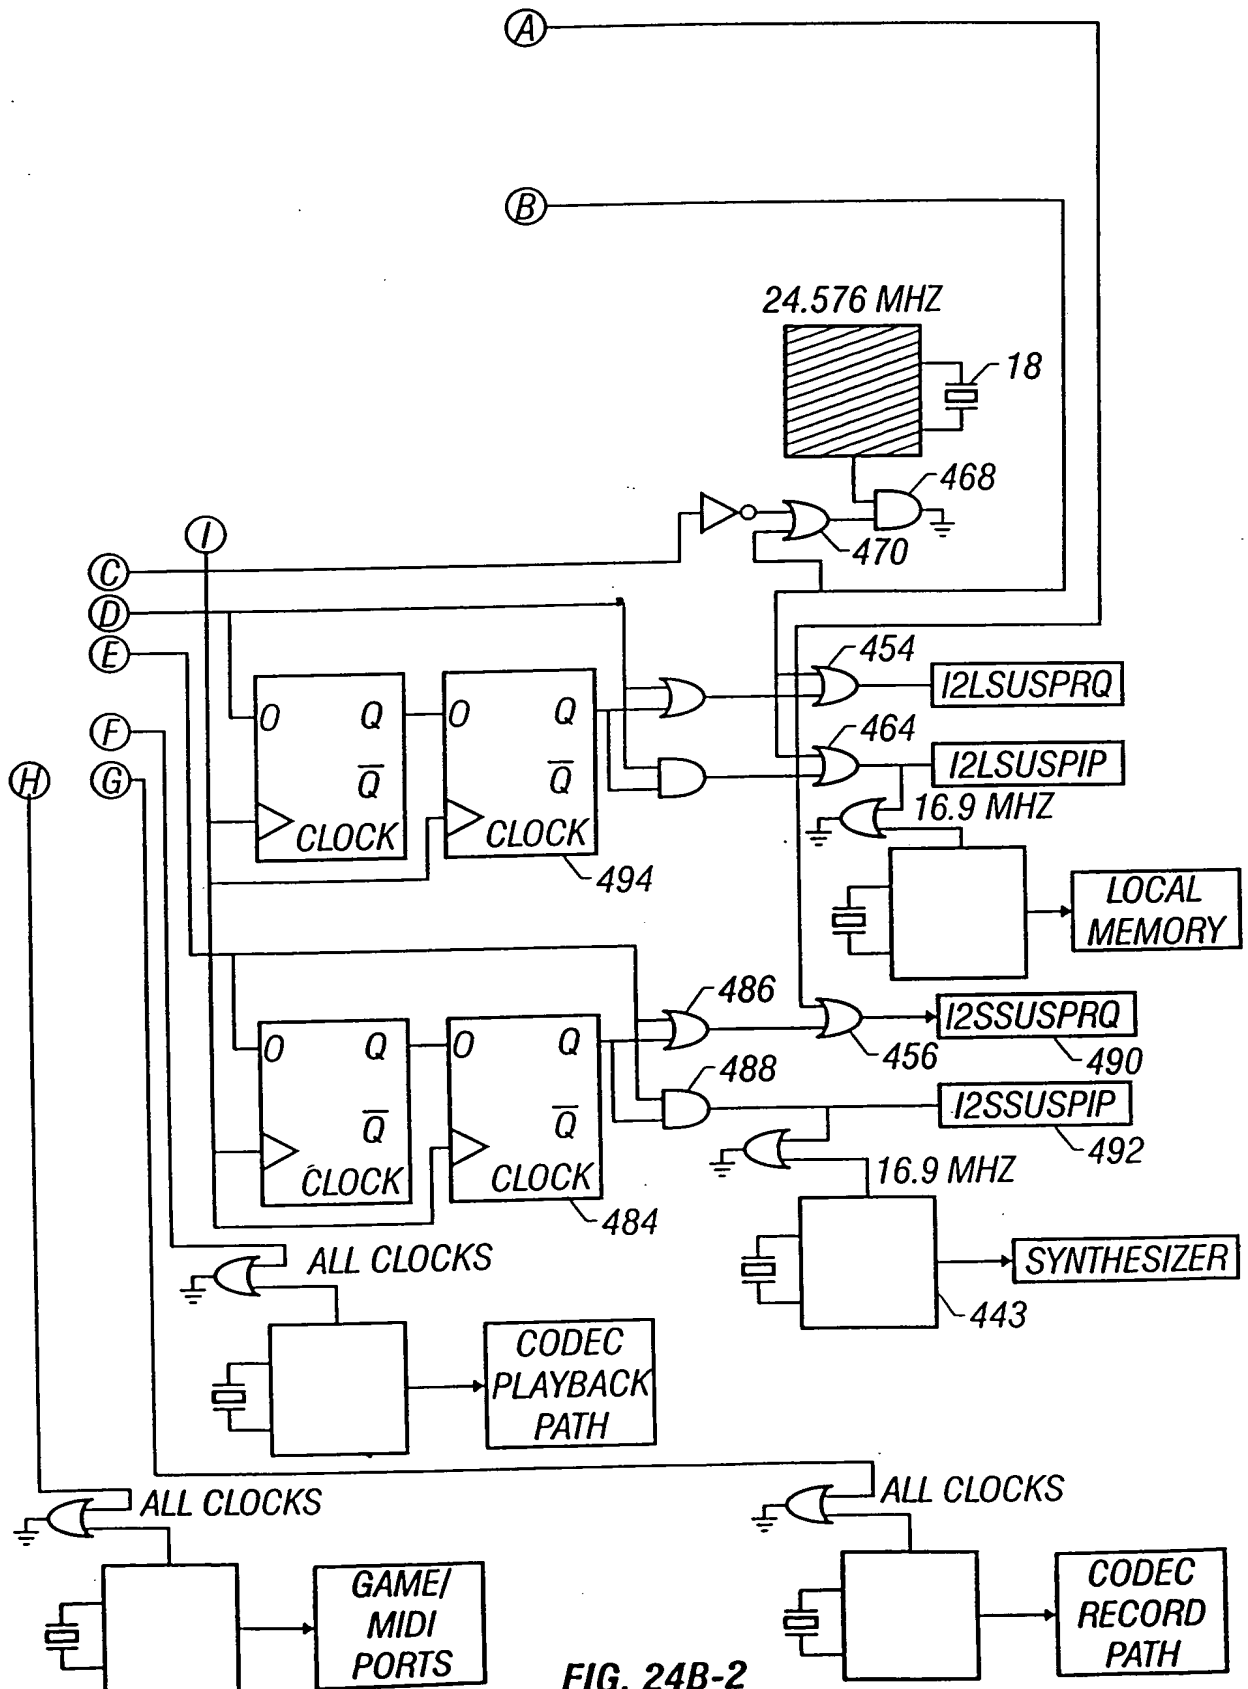 A
B
24.576 MHZ
18
468
470
I
C
D
E
F
G
H
454
I2LSUSPRQ
464
I2LSUSPIP
16.9 MHZ
O Q O Q
Q Q
CLOCK CLOCK
494
LOCAL
MEMORY
486
I2SSUSPRQ
456
490
488
I2SSUSPIP
492
O Q O Q
Q Q
CLOCK CLOCK
484
16.9 MHZ
SYNTHESIZER
443
ALL CLOCKS
CODEC
PLAYBACK
PATH
ALL CLOCKS
GAME/
MIDI
PORTS
ALL CLOCKS
CODEC
RECORD
PATH
FIG. 24B-2